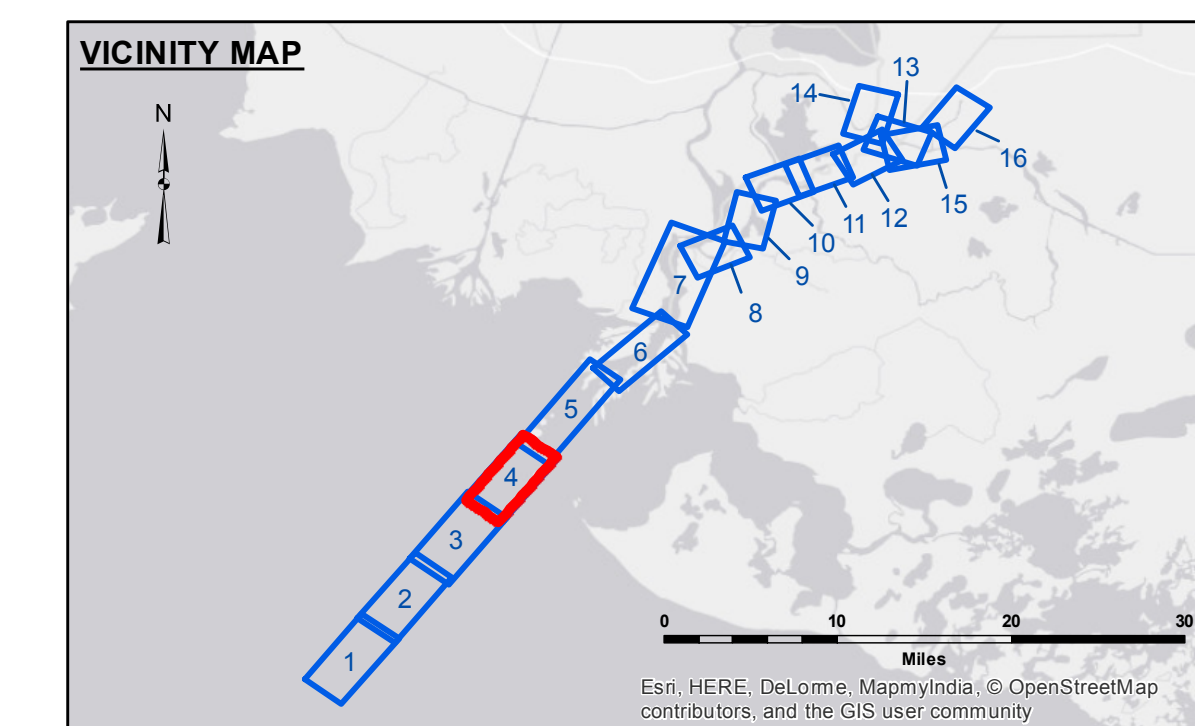 VICINITY MAP
N
13
14
16
15
12
11
10
9
8
7
6
5
4
3
2
1
0 10 20 30
Miles
Esri, HERE, DeLorme, MapmyIndia, © OpenStreetMap
contributors, and the GIS user community